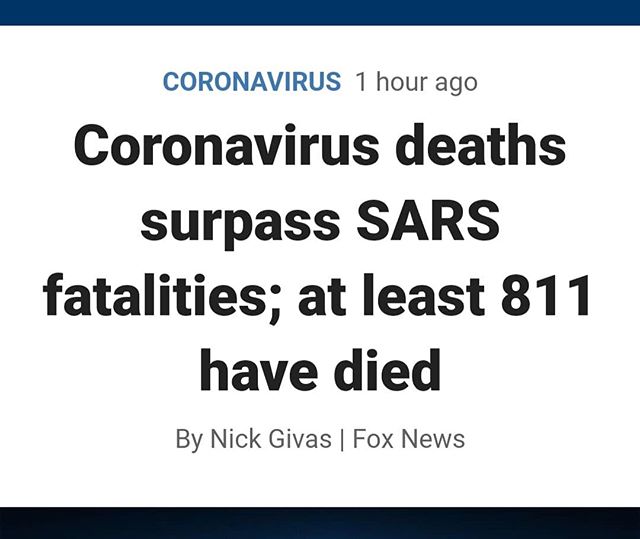 CORONAVIRUS 1 hour ago
Coronavirus deaths
surpass SARS
fatalities; at least 811
have died
By Nick Givas | Fox News